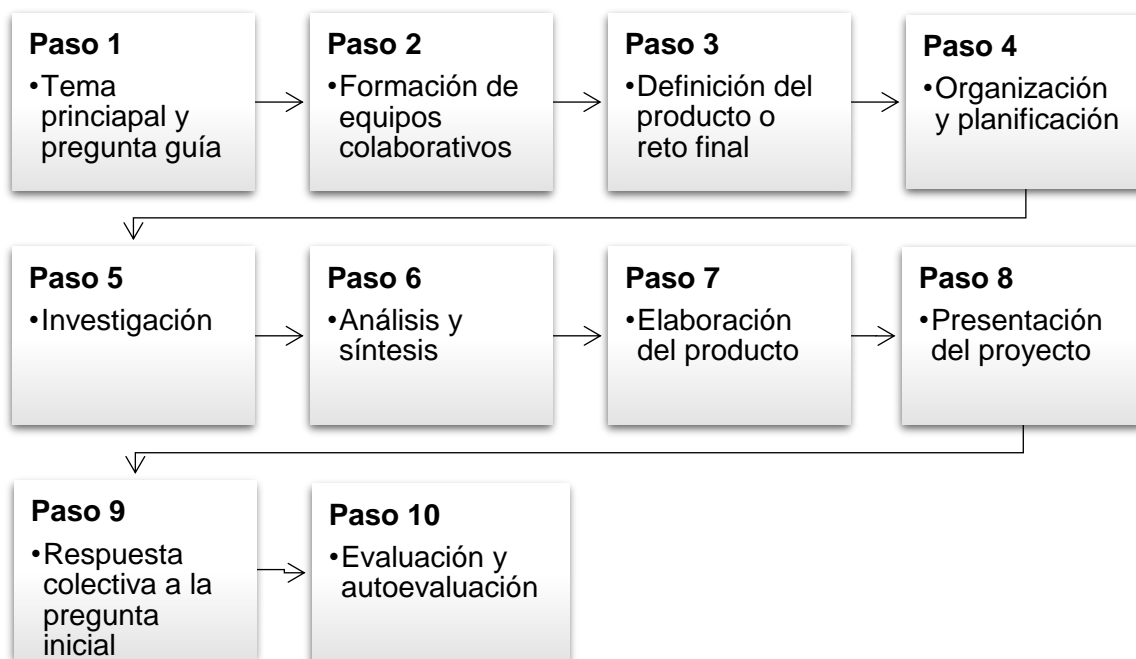 Paso 1
•Tema
princiapal y
pregunta guía
Paso 2
•Formación de
equipos
colaborativos
Paso 3
•Definición del
producto o
reto final
Paso 4
•Organización
y planificación
Paso 5
•Investigación
Paso 6
•Análisis y
síntesis
Paso 7
•Elaboración
del producto
Paso 8
•Presentación
del proyecto
Paso 9
•Respuesta
colectiva a la
pregunta
inicial
Paso 10
•Evaluación y
autoevaluación